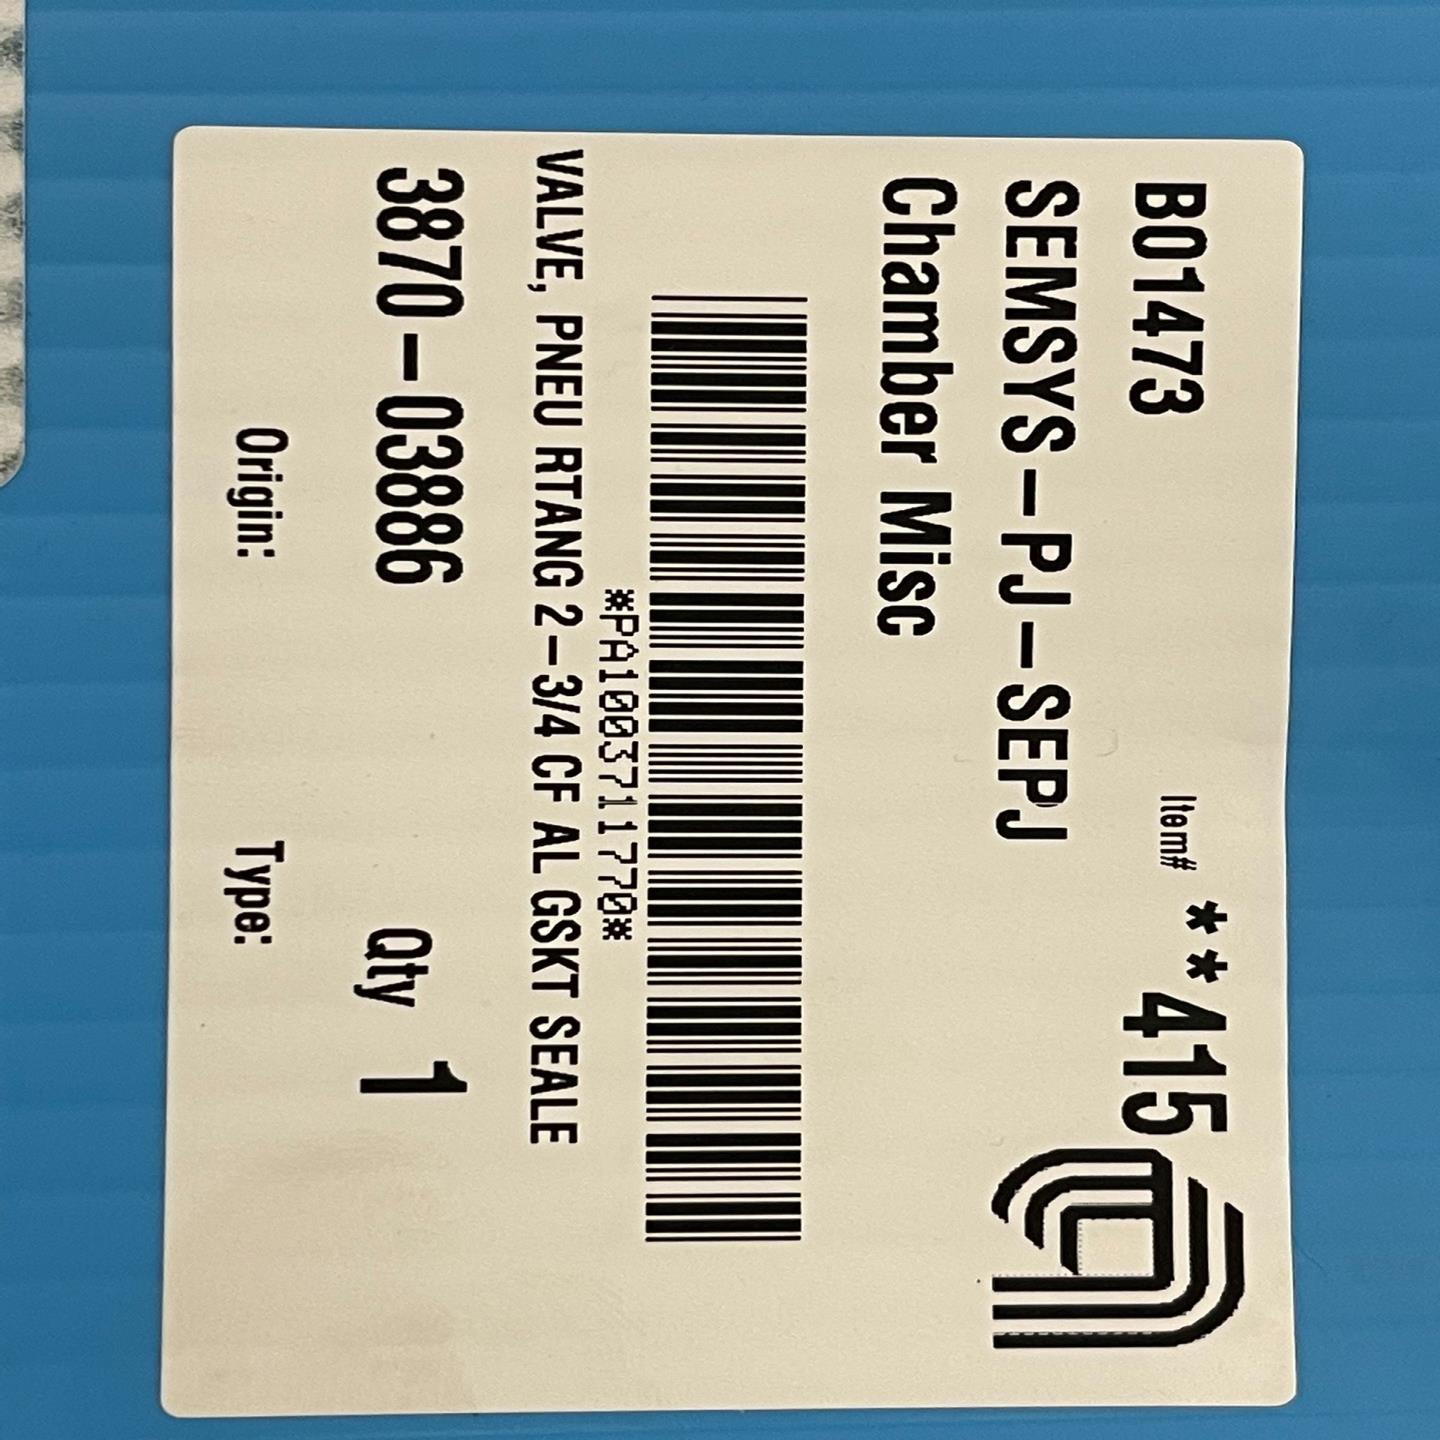 B01473 Item# **415
SEMSYS-PJ-SEPJ
Chamber Misc
*PA1003711770*
VALVE, PNEU RTANG 2-3/4 CF AL GSKT SEALE
3870-03886 Qty 1
Origin: Type: